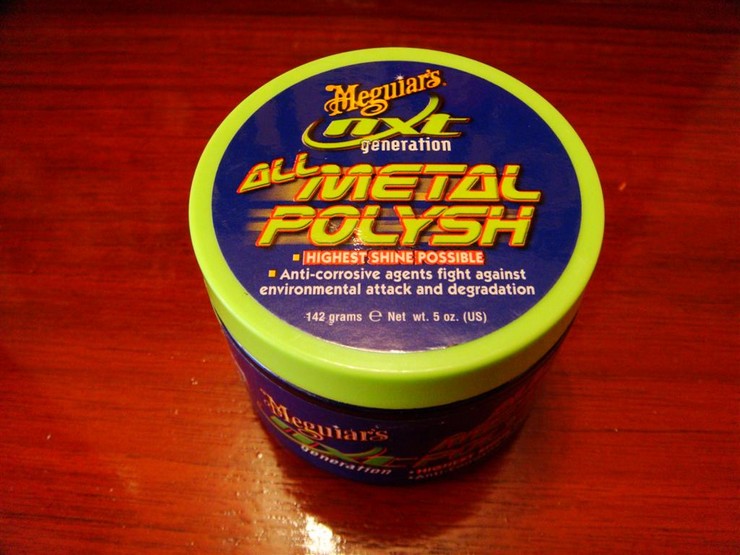 Meguiar's
nxt
generation
ALL METAL
POLYSH
▪ HIGHEST SHINE POSSIBLE
▪ Anti-corrosive agents fight against
environmental attack and degradation
142 grams ℮ Net wt. 5 oz. (US)
Meguiar's
nxt
generation